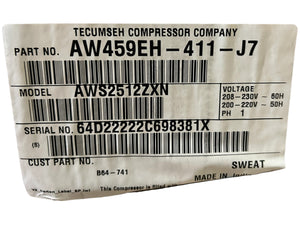 TECUMSEH COMPRESSOR COMPANY
PART NO. AW459EH-411-J7
MODEL AWS2512ZXN
VOLTAGE
208-230V ~ 60H
200-220V ~ 50H
PH 1
SERIAL NO. 64D22222C698381X
(S)
CUST PART NO.
B64-741
SWEAT
MADE IN
This Compressor is